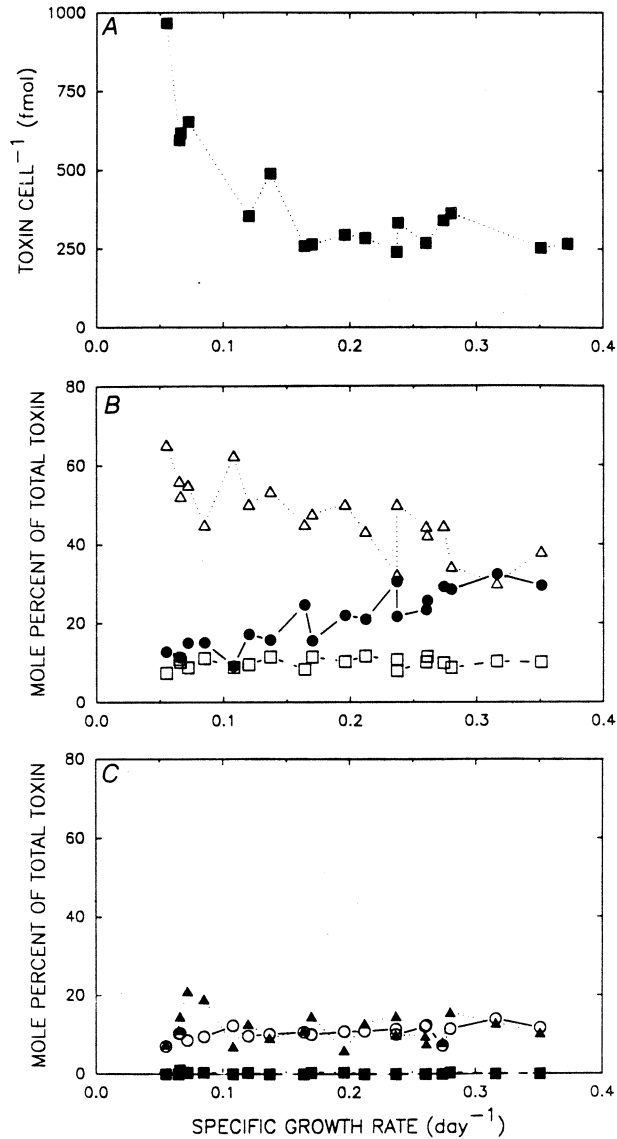 A
1000
750
500
250
0
TOXIN CELL⁻¹ (fmol)
0.0 0.1 0.2 0.3 0.4
B
80
60
40
20
0
MOLE PERCENT OF TOTAL TOXIN
0.0 0.1 0.2 0.3 0.4
C
80
60
40
20
0
MOLE PERCENT OF TOTAL TOXIN
0.0 0.1 0.2 0.3 0.4
SPECIFIC GROWTH RATE (day⁻¹)